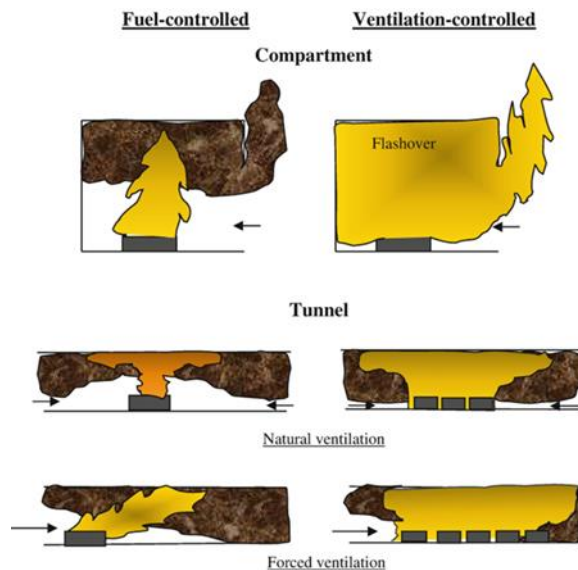 Fuel-controlled
Ventilation-controlled
Compartment
Flashover
Tunnel
Natural ventilation
Forced ventilation